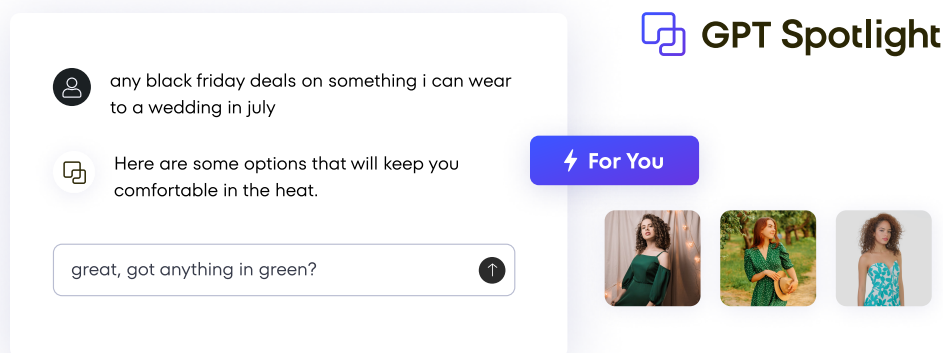 GPT Spotlight
any black friday deals on something i can wear
to a wedding in july
Here are some options that will keep you
comfortable in the heat.
For You
great, got anything in green?